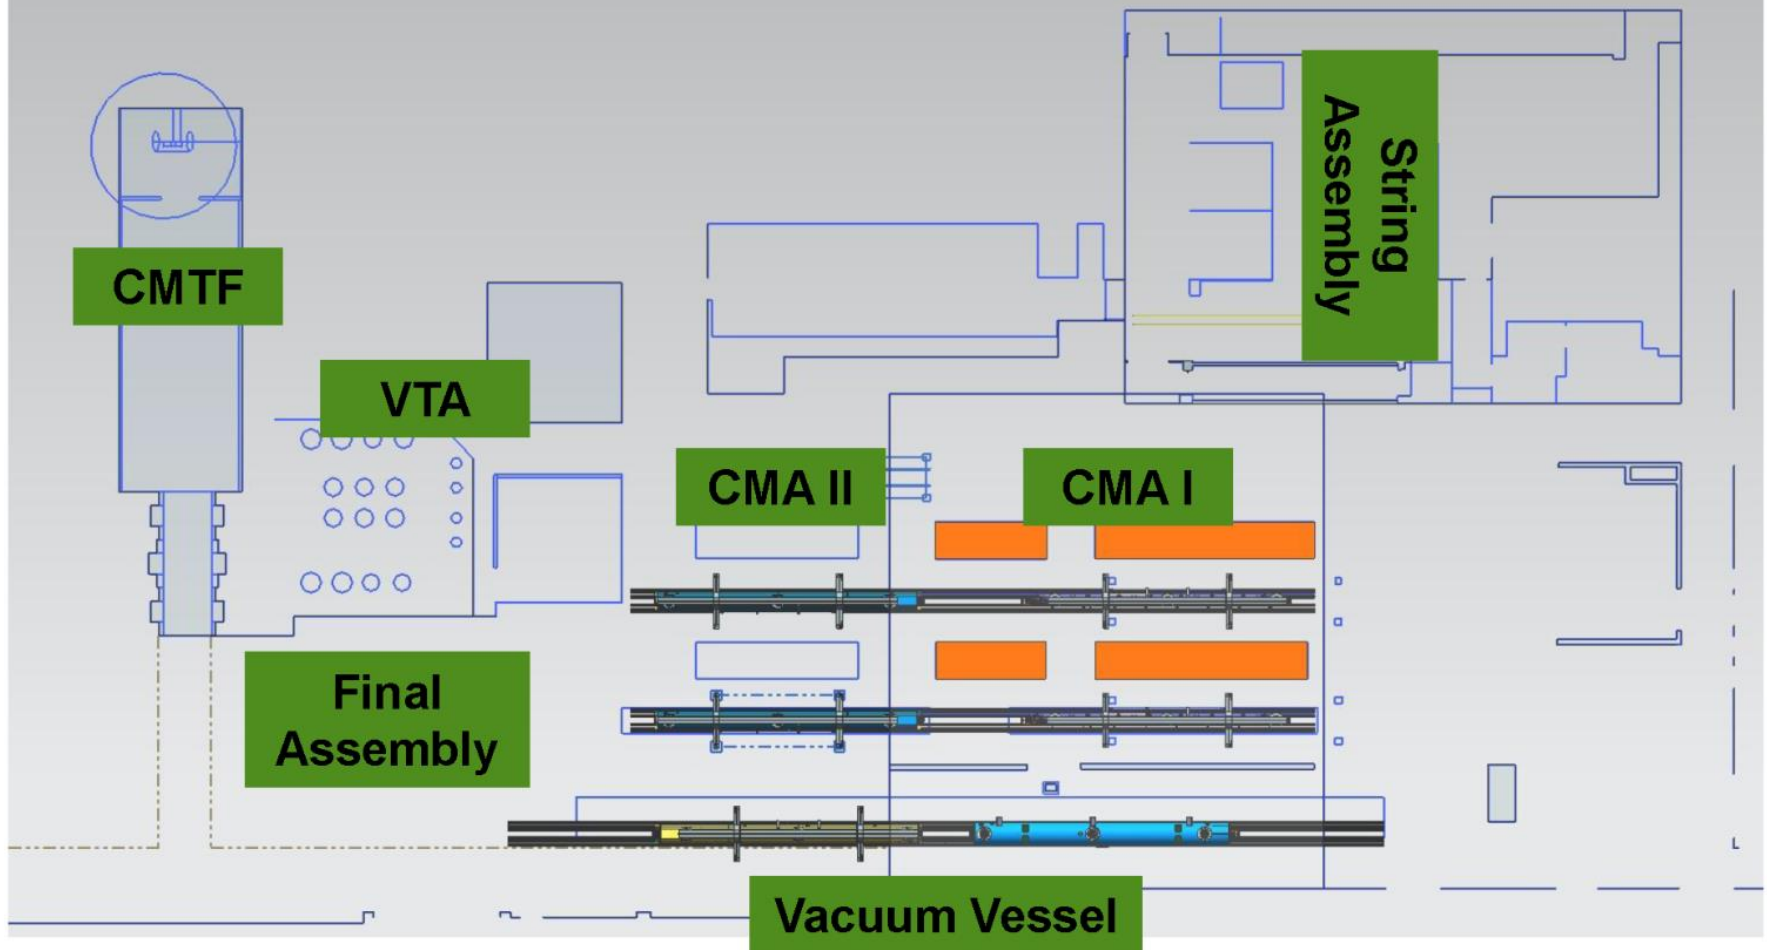 String
Assembly
CMTF
VTA
CMA II
CMA I
Final
Assembly
Vacuum Vessel